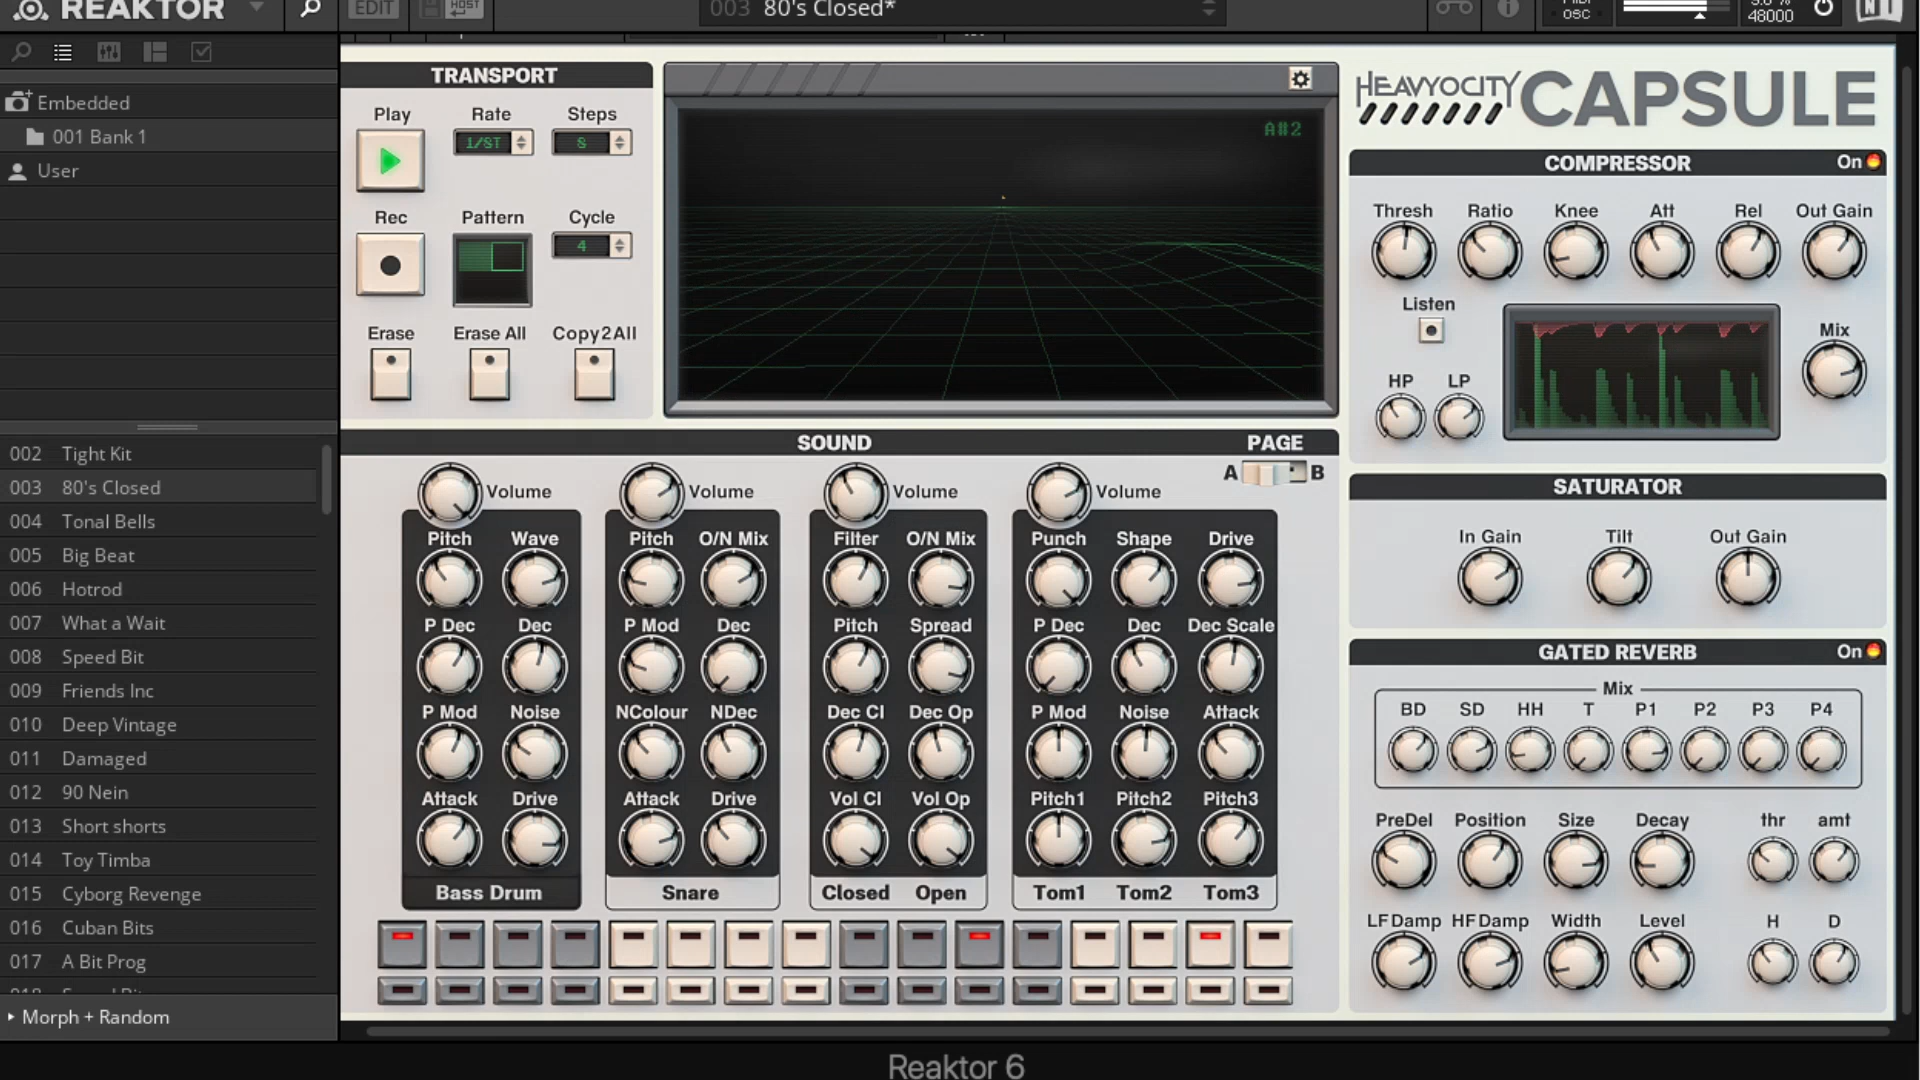 REAKTOR
EDIT
HOST
003 80's Closed*
OSC
48000
Embedded
001 Bank 1
User
002 Tight Kit
003 80's Closed
004 Tonal Bells
005 Big Beat
006 Hotrod
007 What a Wait
008 Speed Bit
009 Friends Inc
010 Deep Vintage
011 Damaged
012 90 Nein
013 Short shorts
014 Toy Timba
015 Cyborg Revenge
016 Cuban Bits
017 A Bit Prog
Morph + Random
TRANSPORT
Play Rate Steps
1/ST 8
Rec Pattern Cycle
4
Erase Erase All Copy2All
A#2
HEAVYOCITY CAPSULE
COMPRESSOR On
Thresh Ratio Knee Att Rel Out Gain
Listen
Mix
HP LP
SATURATOR
In Gain Tilt Out Gain
GATED REVERB On
Mix
BD SD HH T P1 P2 P3 P4
PreDel Position Size Decay thr amt
LF Damp HF Damp Width Level H D
SOUND PAGE
A B
Volume Volume Volume Volume
Pitch Wave Pitch O/N Mix Filter O/N Mix Punch Shape Drive
P Dec Dec P Mod Dec Pitch Spread P Dec Dec Dec Scale
P Mod Noise NColour NDec Dec Cl Dec Op P Mod Noise Attack
Attack Drive Attack Drive Vol Cl Vol Op Pitch1 Pitch2 Pitch3
Bass Drum Snare Closed Open Tom1 Tom2 Tom3
Reaktor 6